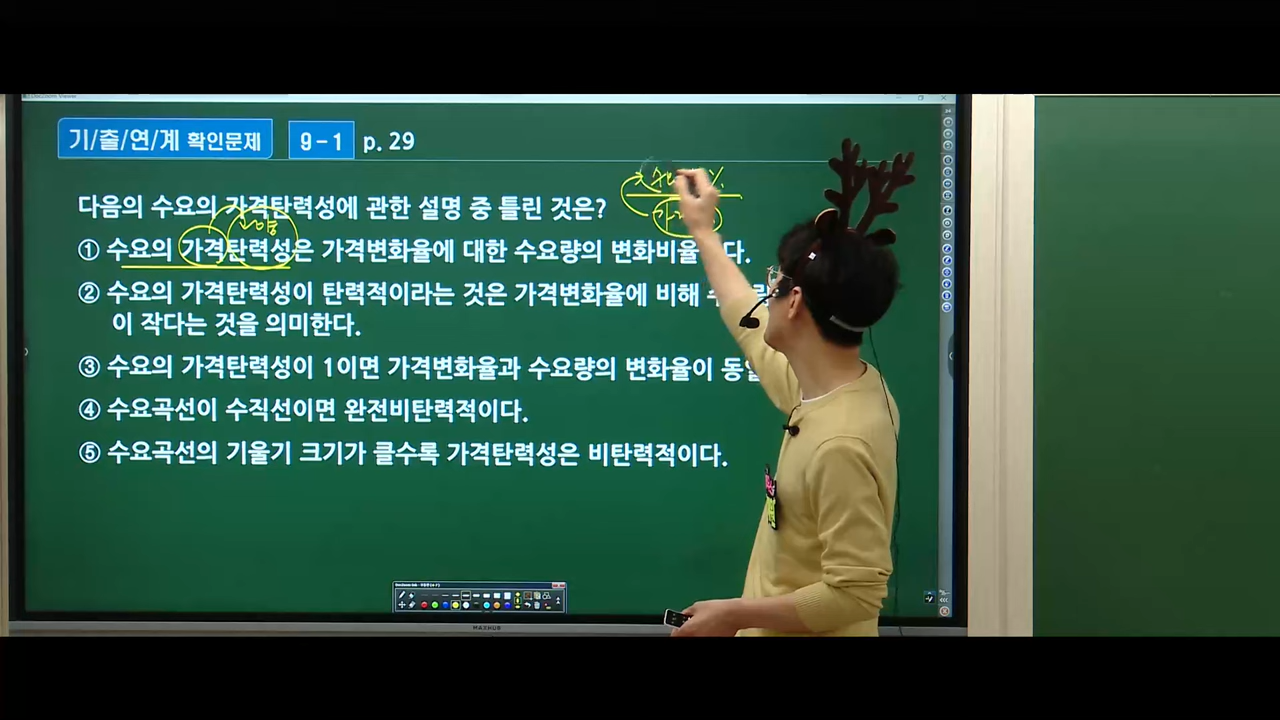 기/출/연/계 확인문제 9-1 p. 29
다음의 수요의 가격탄력성에 관한 설명 중 틀린 것은?
① 수요의 가격탄력성은 가격변화율에 대한 수요량의 변화비율 다.
② 수요의 가격탄력성이 탄력적이라는 것은 가격변화율에 비해
이 작다는 것을 의미한다.
③ 수요의 가격탄력성이 1이면 가격변화율과 수요량의 변화율이 동일
④ 수요곡선이 수직선이면 완전비탄력적이다.
⑤ 수요곡선의 기울기 크기가 클수록 가격탄력성은 비탄력적이다.
MAXHUB